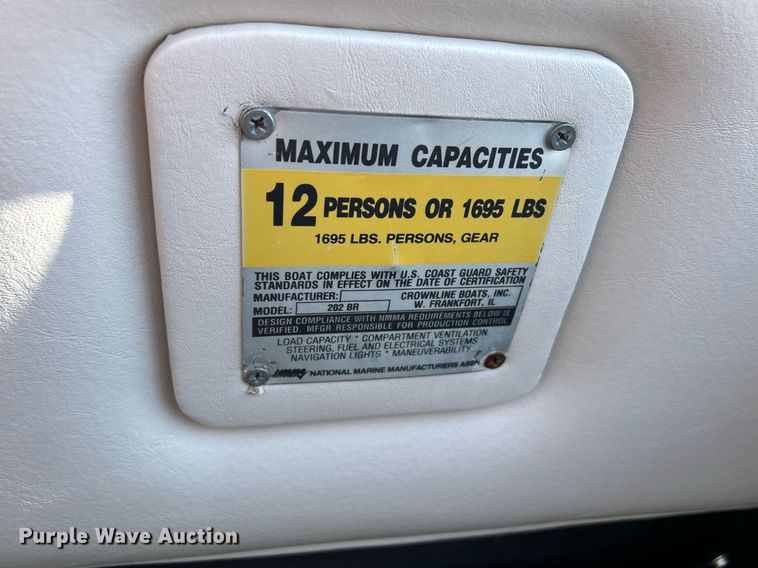 MAXIMUM CAPACITIES
12 PERSONS OR 1695 LBS
1695 LBS. PERSONS, GEAR
THIS BOAT COMPLIES WITH U.S. COAST GUARD SAFETY
STANDARDS IN EFFECT ON THE DATE OF CERTIFICATION
MANUFACTURER: CROWNLINE BOATS, INC.
MODEL: 202 BR W. FRANKFORT, IL
DESIGN COMPLIANCE WITH NMMA REQUIREMENTS BELOW IS
VERIFIED. MFGR RESPONSIBLE FOR PRODUCTION CONTROL
LOAD CAPACITY * COMPARTMENT VENTILATION
STEERING, FUEL AND ELECTRICAL SYSTEMS
NAVIGATION LIGHTS * MANEUVERABILITY
nmma NATIONAL MARINE MANUFACTURERS ASSN
Purple Wave Auction